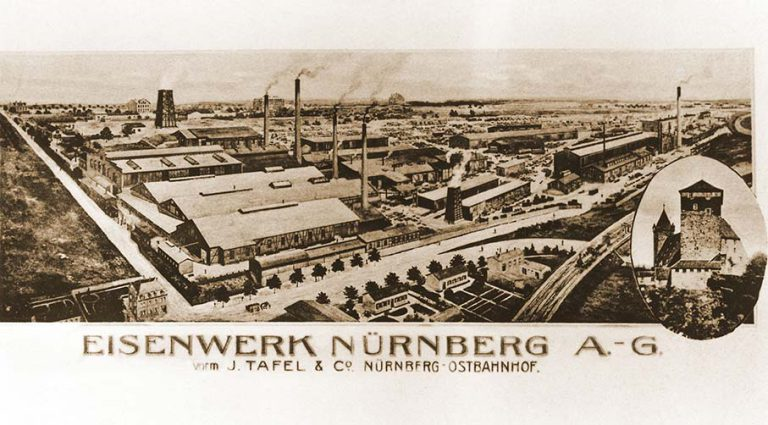 EISENWERK NÜRNBERG A.-G.
vorm J. TAFEL & Co. NÜRNBERG-OSTBAHNHOF.